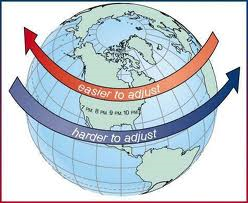 easier to adjust
7 PM 8 PM 9 PM 10 PM
harder to adjust